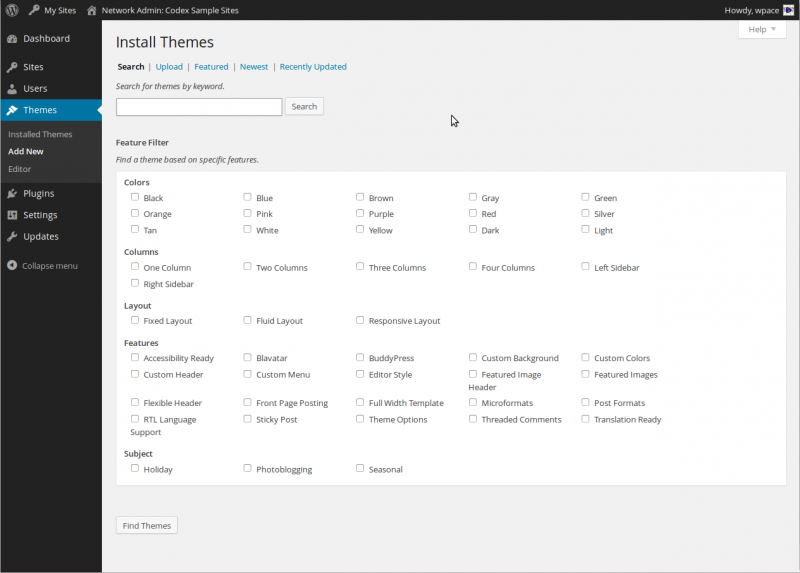 My Sites Network Admin: Codex Sample Sites Howdy, wpace
Help
Dashboard
Sites
Users
Themes
Installed Themes
Add New
Editor
Plugins
Settings
Updates
Collapse menu
Install Themes
Search | Upload | Featured | Newest | Recently Updated
Search for themes by keyword.
Search
Feature Filter
Find a theme based on specific features.
Colors
Black Blue Brown Gray Green
Orange Pink Purple Red Silver
Tan White Yellow Dark Light
Columns
One Column Two Columns Three Columns Four Columns Left Sidebar
Right Sidebar
Layout
Fixed Layout Fluid Layout Responsive Layout
Features
Accessibility Ready Blavatar BuddyPress Custom Background Custom Colors
Custom Header Custom Menu Editor Style Featured Image Featured Images
Header
Flexible Header Front Page Posting Full Width Template Microformats Post Formats
RTL Language Sticky Post Theme Options Threaded Comments Translation Ready
Support
Subject
Holiday Photoblogging Seasonal
Find Themes